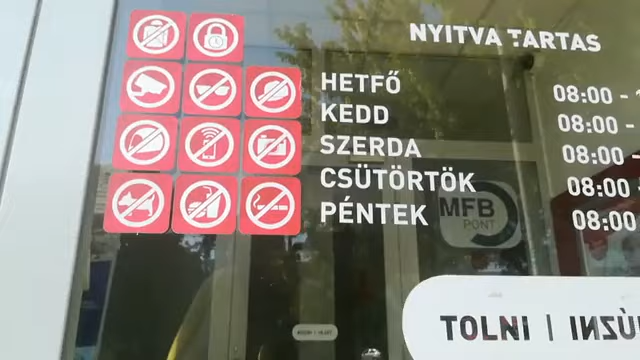 NYITVA TARTAS
HETFŐ 08:00 -
KEDD 08:00 -
SZERDA 08:00 -
CSÜTÖRTÖK 08:00
PÉNTEK 08:00
MFB
PONT
TOLNI |